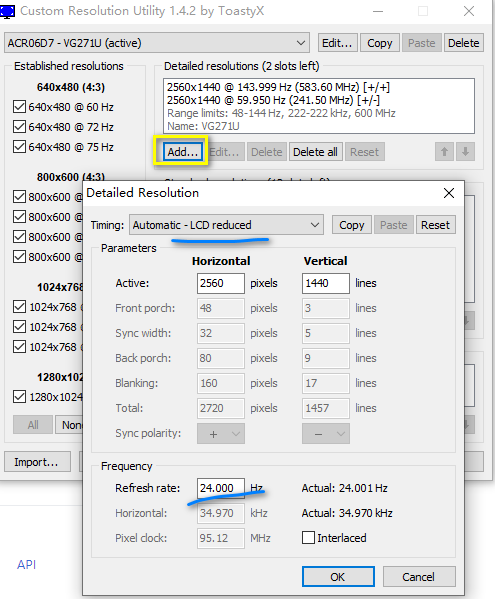 Custom Resolution Utility 1.4.2 by ToastyX
ACR06D7 - VG271U (active)
Edit...
Copy
Paste
Delete
Established resolutions
640x480 (4:3)
640x480 @ 60 Hz
640x480 @ 72 Hz
640x480 @ 75 Hz
800x600 (4:3)
800x600
800x600
800x600
800x600
1024x768
1024x768 @
1024x768 @
1024x768 @
1280x102
1280x1024
All
None
Import...
Detailed resolutions (2 slots left)
2560x1440 @ 143.999 Hz (583.60 MHz) [+/+]
2560x1440 @ 59.950 Hz (241.50 MHz) [+/-]
Range limits: 48-144 Hz, 222-222 kHz, 600 MHz
Name: VG271U
Add...
Edit...
Delete
Delete all
Reset
Detailed Resolution
Timing:
Automatic - LCD reduced
Copy
Paste
Reset
Parameters
Horizontal
Vertical
Active: 2560 pixels 1440 lines
Front porch: 48 pixels 3 lines
Sync width: 32 pixels 5 lines
Back porch: 80 pixels 9 lines
Blanking: 160 pixels 17 lines
Total: 2720 pixels 1457 lines
Sync polarity: + −
Frequency
Refresh rate: 24.000 Hz Actual: 24.001 Hz
Horizontal: 34.970 kHz Actual: 34.970 kHz
Pixel clock: 95.12 MHz Interlaced
OK
Cancel
API